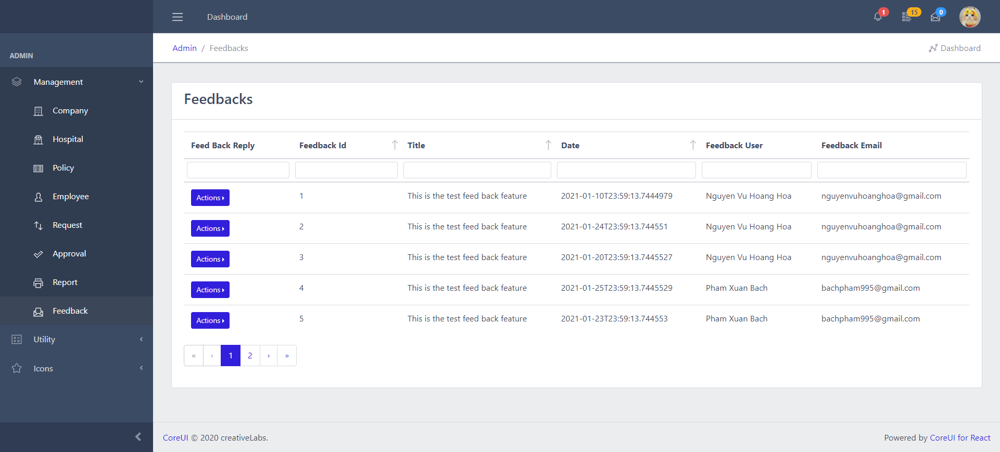 Dashboard
1
15
0
ADMIN
Management
Company
Hospital
Policy
Employee
Request
Approval
Report
Feedback
Utility
Icons
Admin / Feedbacks
Dashboard
Feedbacks
Feed Back Reply Feedback Id Title Date Feedback User Feedback Email
Actions 1 This is the test feed back feature 2021-01-10T23:59:13.7444979 Nguyen Vu Hoang Hoa nguyenvuhoanghoa@gmail.com
Actions 2 This is the test feed back feature 2021-01-24T23:59:13.744551 Nguyen Vu Hoang Hoa nguyenvuhoanghoa@gmail.com
Actions 3 This is the test feed back feature 2021-01-20T23:59:13.7445527 Nguyen Vu Hoang Hoa nguyenvuhoanghoa@gmail.com
Actions 4 This is the test feed back feature 2021-01-25T23:59:13.7445529 Pham Xuan Bach bachpham995@gmail.com
Actions 5 This is the test feed back feature 2021-01-23T23:59:13.744553 Pham Xuan Bach bachpham995@gmail.com
« ‹ 1 2 › »
CoreUI © 2020 creativeLabs.
Powered by CoreUI for React